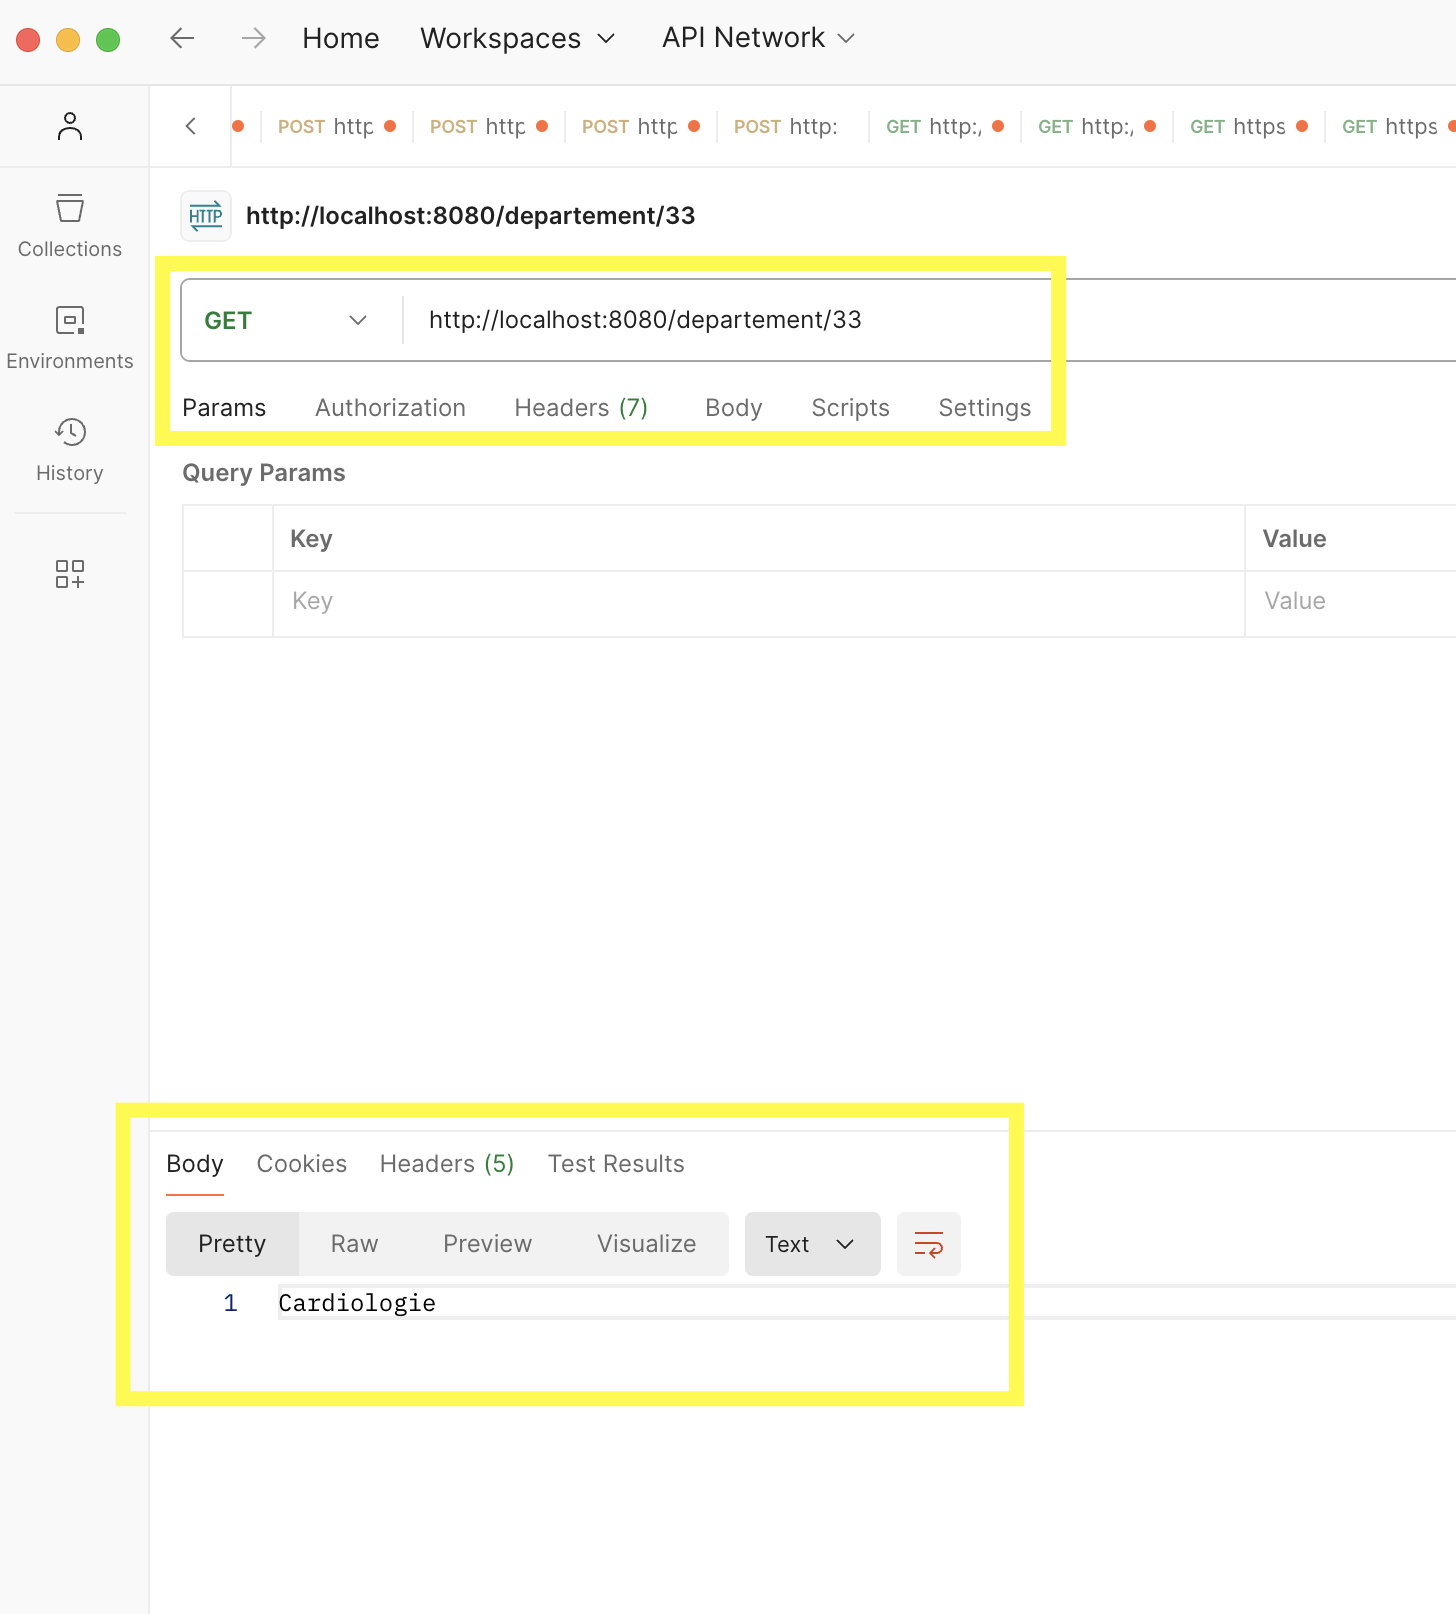 Home Workspaces API Network
POST http POST http POST http POST http: GET http:/ GET http:/ GET https GET https
HTTP http://localhost:8080/departement/33
Collections
GET http://localhost:8080/departement/33
Environments
Params Authorization Headers (7) Body Scripts Settings
History
Query Params
Key Value
Key Value
Body Cookies Headers (5) Test Results
Pretty Raw Preview Visualize Text
1 Cardiologie